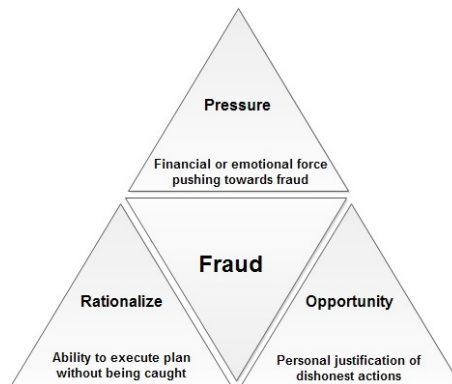 Pressure
Financial or emotional force
pushing towards fraud
Fraud
Rationalize
Ability to execute plan
without being caught
Opportunity
Personal justification of
dishonest actions